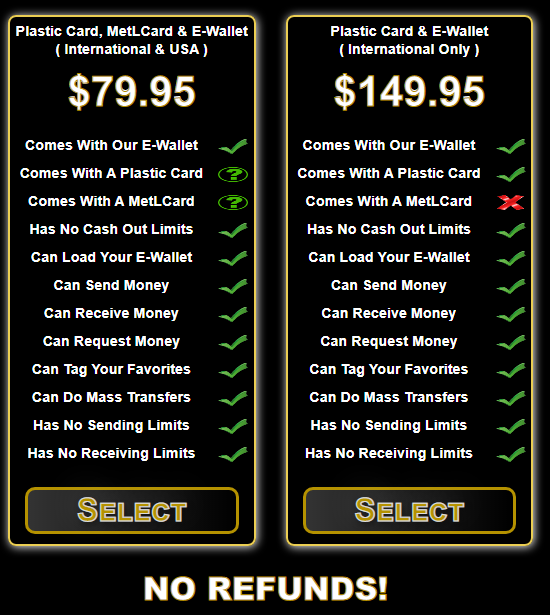 Plastic Card, MetLCard & E-Wallet
( International & USA )
$79.95
Comes With Our E-Wallet
Comes With A Plastic Card
?
Comes With A MetLCard
?
Has No Cash Out Limits
Can Load Your E-Wallet
Can Send Money
Can Receive Money
Can Request Money
Can Tag Your Favorites
Can Do Mass Transfers
Has No Sending Limits
Has No Receiving Limits
SELECT
Plastic Card & E-Wallet
( International Only )
$149.95
Comes With Our E-Wallet
Comes With A Plastic Card
Comes With A MetLCard
Has No Cash Out Limits
Can Load Your E-Wallet
Can Send Money
Can Receive Money
Can Request Money
Can Tag Your Favorites
Can Do Mass Transfers
Has No Sending Limits
Has No Receiving Limits
SELECT
NO REFUNDS!